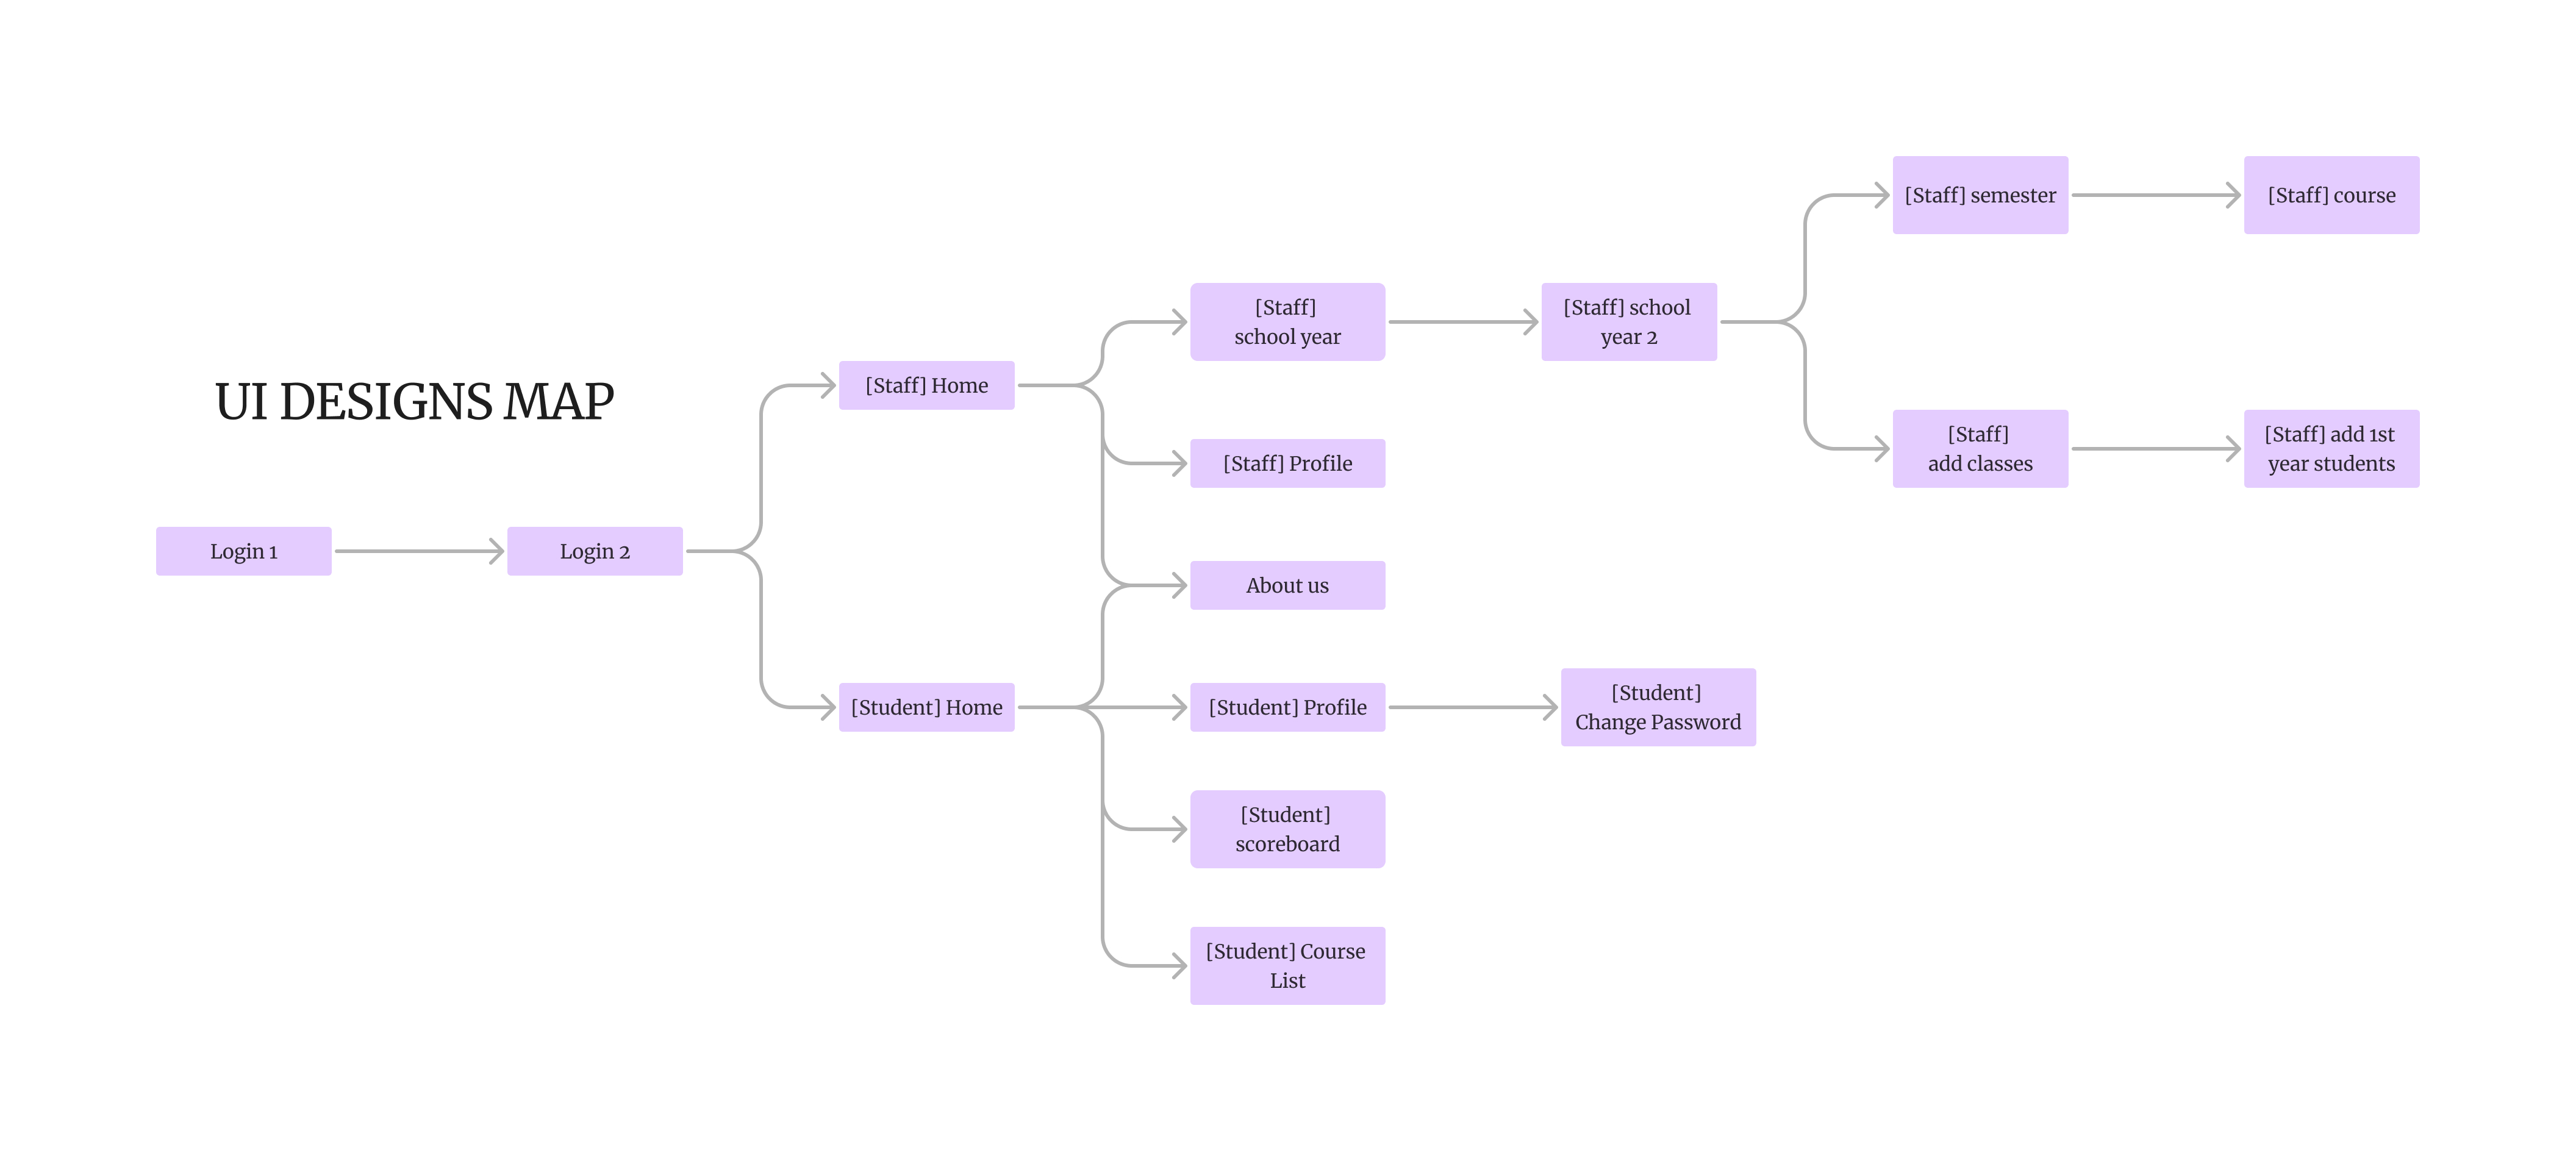 UI DESIGNS MAP
Login 1
Login 2
[Staff] Home
[Student] Home
[Staff]
school year
[Staff] Profile
About us
[Student] Profile
[Student]
scoreboard
[Student] Course
List
[Staff] school
year 2
[Student]
Change Password
[Staff] semester
[Staff]
add classes
[Staff] course
[Staff] add 1st
year students